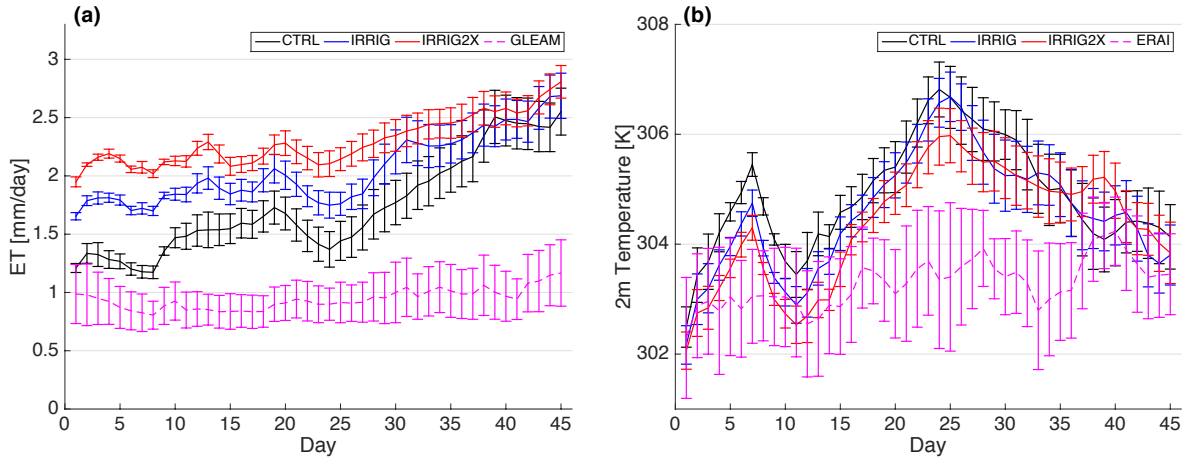 (a)
CTRL IRRIG IRRIG2X GLEAM
ET [mm/day]
3
2.5
2
1.5
1
0.5
0
0 5 10 15 20 25 30 35 40 45
Day
(b)
CTRL IRRIG IRRIG2X ERAI
2m Temperature [K]
308
306
304
302
0 5 10 15 20 25 30 35 40 45
Day